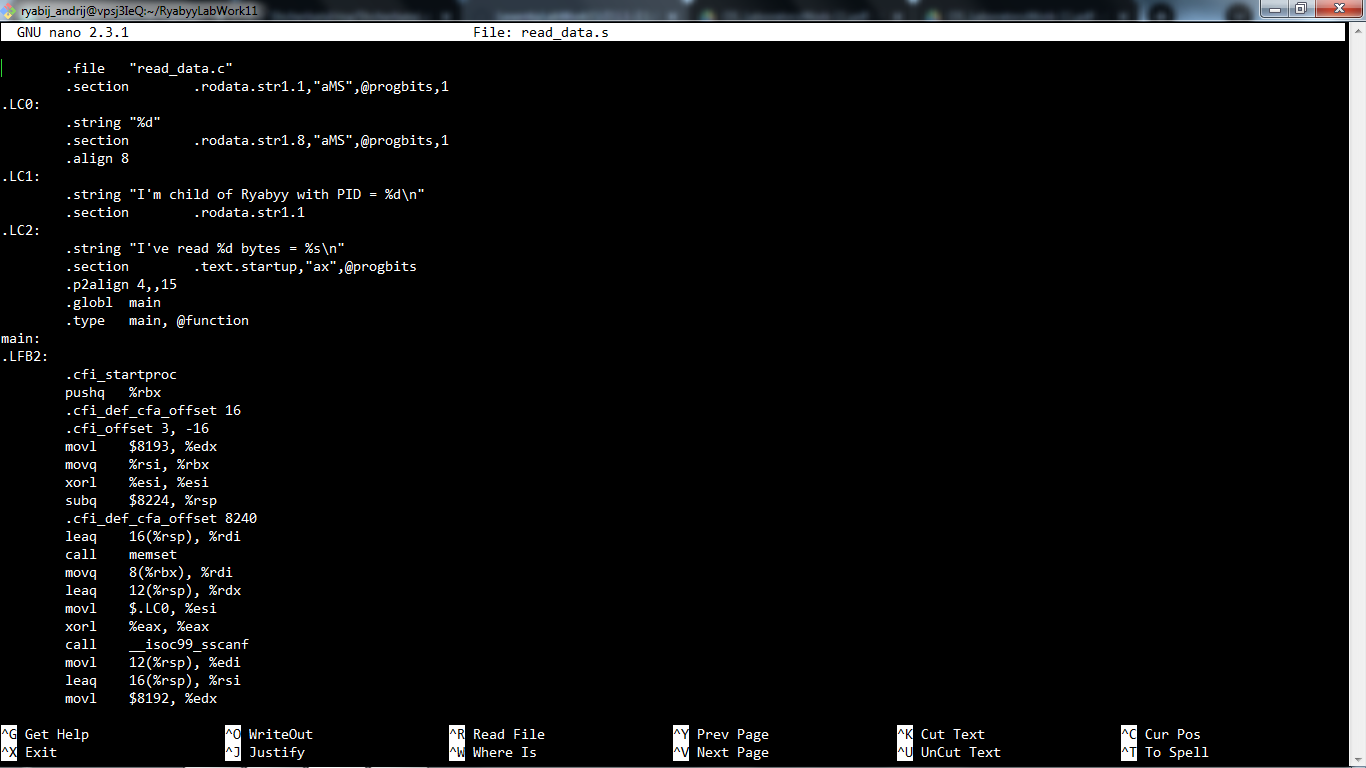 ryabij_andrij@vpsj3IeQ:~/RyabyyLabWork11
GNU nano 2.3.1 File: read_data.s
.file "read_data.c"
.section .rodata.str1.1,"aMS",@progbits,1
.LC0:
.string "%d"
.section .rodata.str1.8,"aMS",@progbits,1
.align 8
.LC1:
.string "I'm child of Ryabyy with PID = %d\n"
.section .rodata.str1.1
.LC2:
.string "I've read %d bytes = %s\n"
.section .text.startup,"ax",@progbits
.p2align 4,,15
.globl main
.type main, @function
main:
.LFB2:
.cfi_startproc
pushq %rbx
.cfi_def_cfa_offset 16
.cfi_offset 3, -16
movl $8193, %edx
movq %rsi, %rbx
xorl %esi, %esi
subq $8224, %rsp
.cfi_def_cfa_offset 8240
leaq 16(%rsp), %rdi
call memset
movq 8(%rbx), %rdi
leaq 12(%rsp), %rdx
movl $.LC0, %esi
xorl %eax, %eax
call __isoc99_sscanf
movl 12(%rsp), %edi
leaq 16(%rsp), %rsi
movl $8192, %edx
^G Get Help ^O WriteOut ^R Read File ^Y Prev Page ^K Cut Text ^C Cur Pos
^X Exit ^J Justify ^W Where Is ^V Next Page ^U UnCut Text ^T To Spell